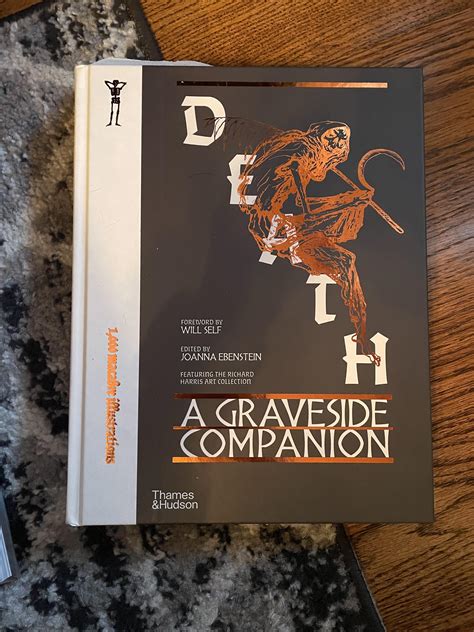 DEATH
FOREWORD BY
WILL SELF
EDITED BY
JOANNA EBENSTEIN
FEATURING THE RICHARD
HARRIS ART COLLECTION
A GRAVESIDE
COMPANION
Thames
&Hudson
1,000 macabre illustrations